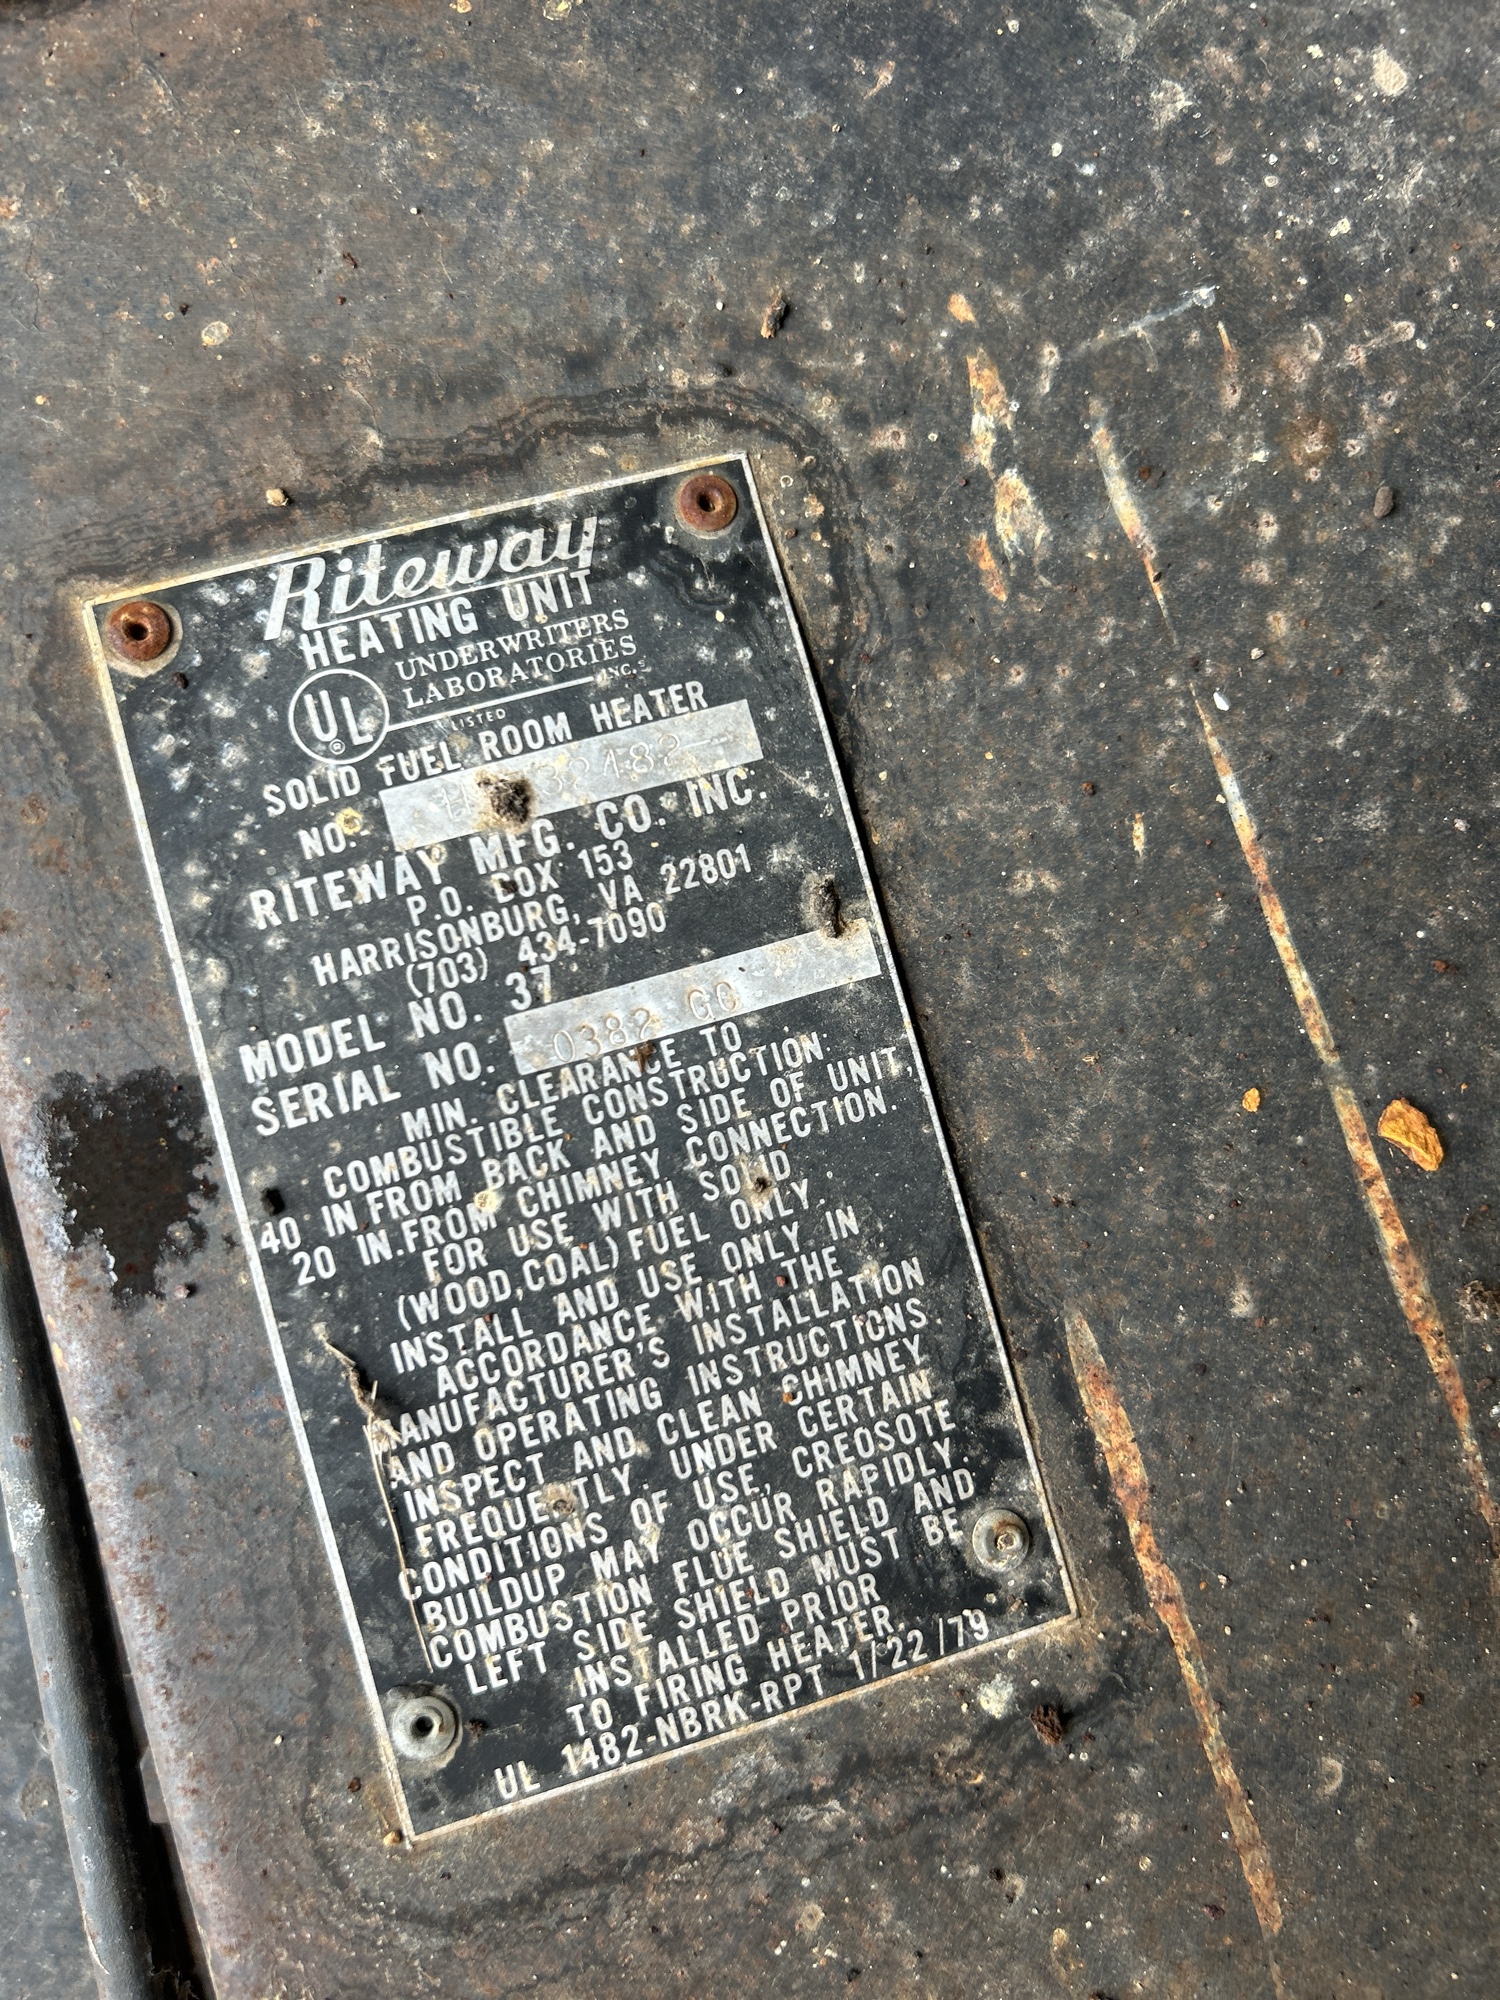 Riteway
HEATING UNIT
UNDERWRITERS
LABORATORIES
INC.
UL
®
LISTED
SOLID FUEL ROOM HEATER
NO.
RITEWAY MFG. CO. INC.
P.O. BOX 153
HARRISONBURG, VA 22801
(703) 434-7090
MODEL NO. 37
SERIAL NO. 0382
MIN. CLEARANCE TO
COMBUSTIBLE CONSTRUCTION:
40 IN FROM BACK AND SIDE OF UNIT,
20 IN. FROM CHIMNEY CONNECTION.
FOR USE WITH SOLID
(WOOD, COAL) FUEL ONLY.
INSTALL AND USE ONLY IN
ACCORDANCE WITH THE
MANUFACTURER'S INSTALLATION
AND OPERATING INSTRUCTIONS.
INSPECT AND CLEAN CHIMNEY
FREQUENTLY. UNDER CERTAIN
CONDITIONS OF USE, CREOSOTE
BUILDUP MAY OCCUR RAPIDLY.
COMBUSTION FLUE SHIELD AND
LEFT SIDE SHIELD MUST BE
INSTALLED PRIOR
TO FIRING HEATER.
UL 1482-NBRK-RPT 1/22/79